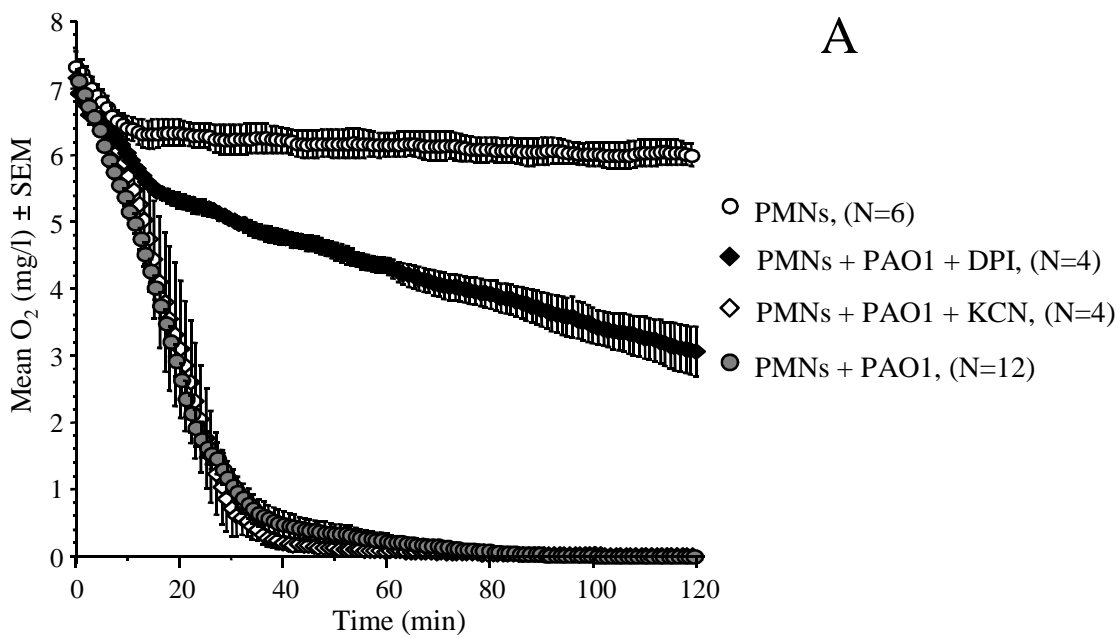 A
8
7
6
5
4
3
2
1
0
Mean O₂ (mg/l) ± SEM
0 20 40 60 80 100 120
Time (min)
PMNs, (N=6)
PMNs + PAO1 + DPI, (N=4)
PMNs + PAO1 + KCN, (N=4)
PMNs + PAO1, (N=12)